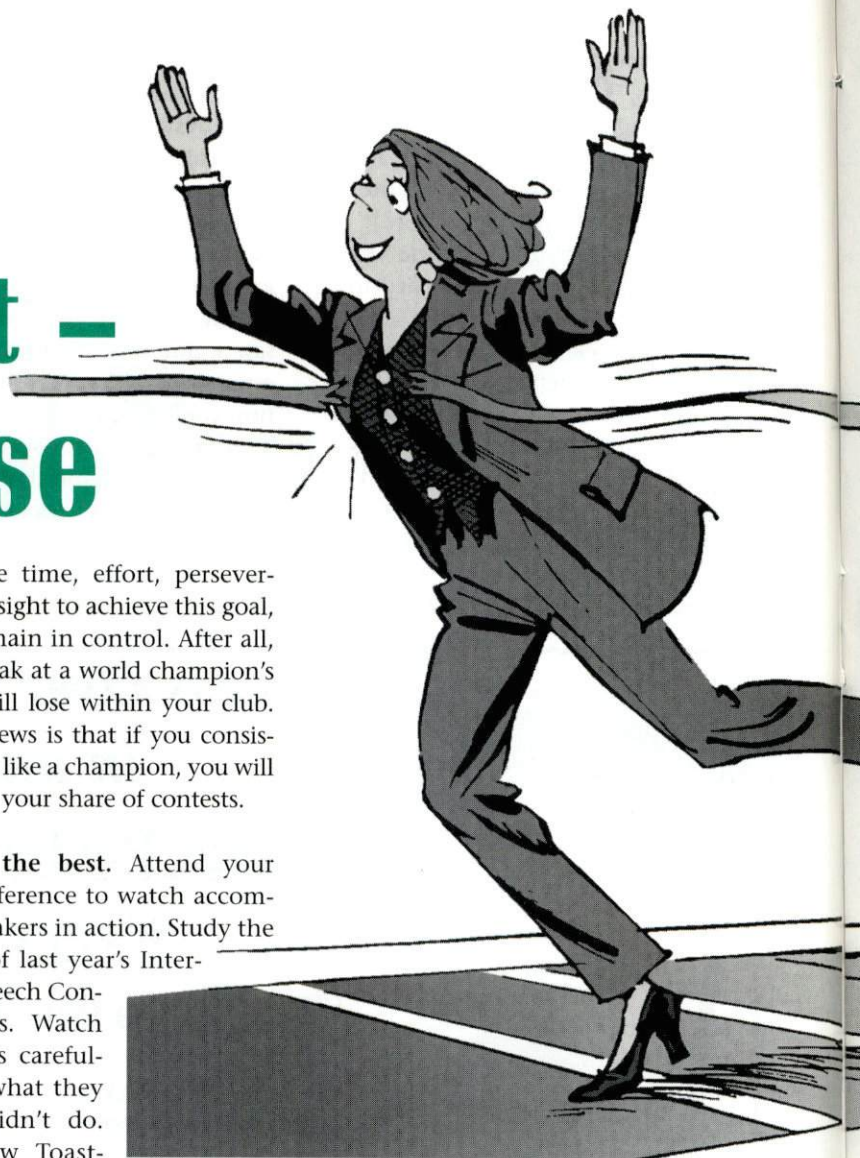 t –
se
e time, effort, persever-
sight to achieve this goal,
main in control. After all,
ak at a world champion's
ill lose within your club.
ews is that if you consis-
like a champion, you will
your share of contests.
the best. Attend your
ference to watch accom-
kers in action. Study the
f last year's Inter-
eech Con-
s. Watch
s careful-
what they
idn't do.
w Toast-